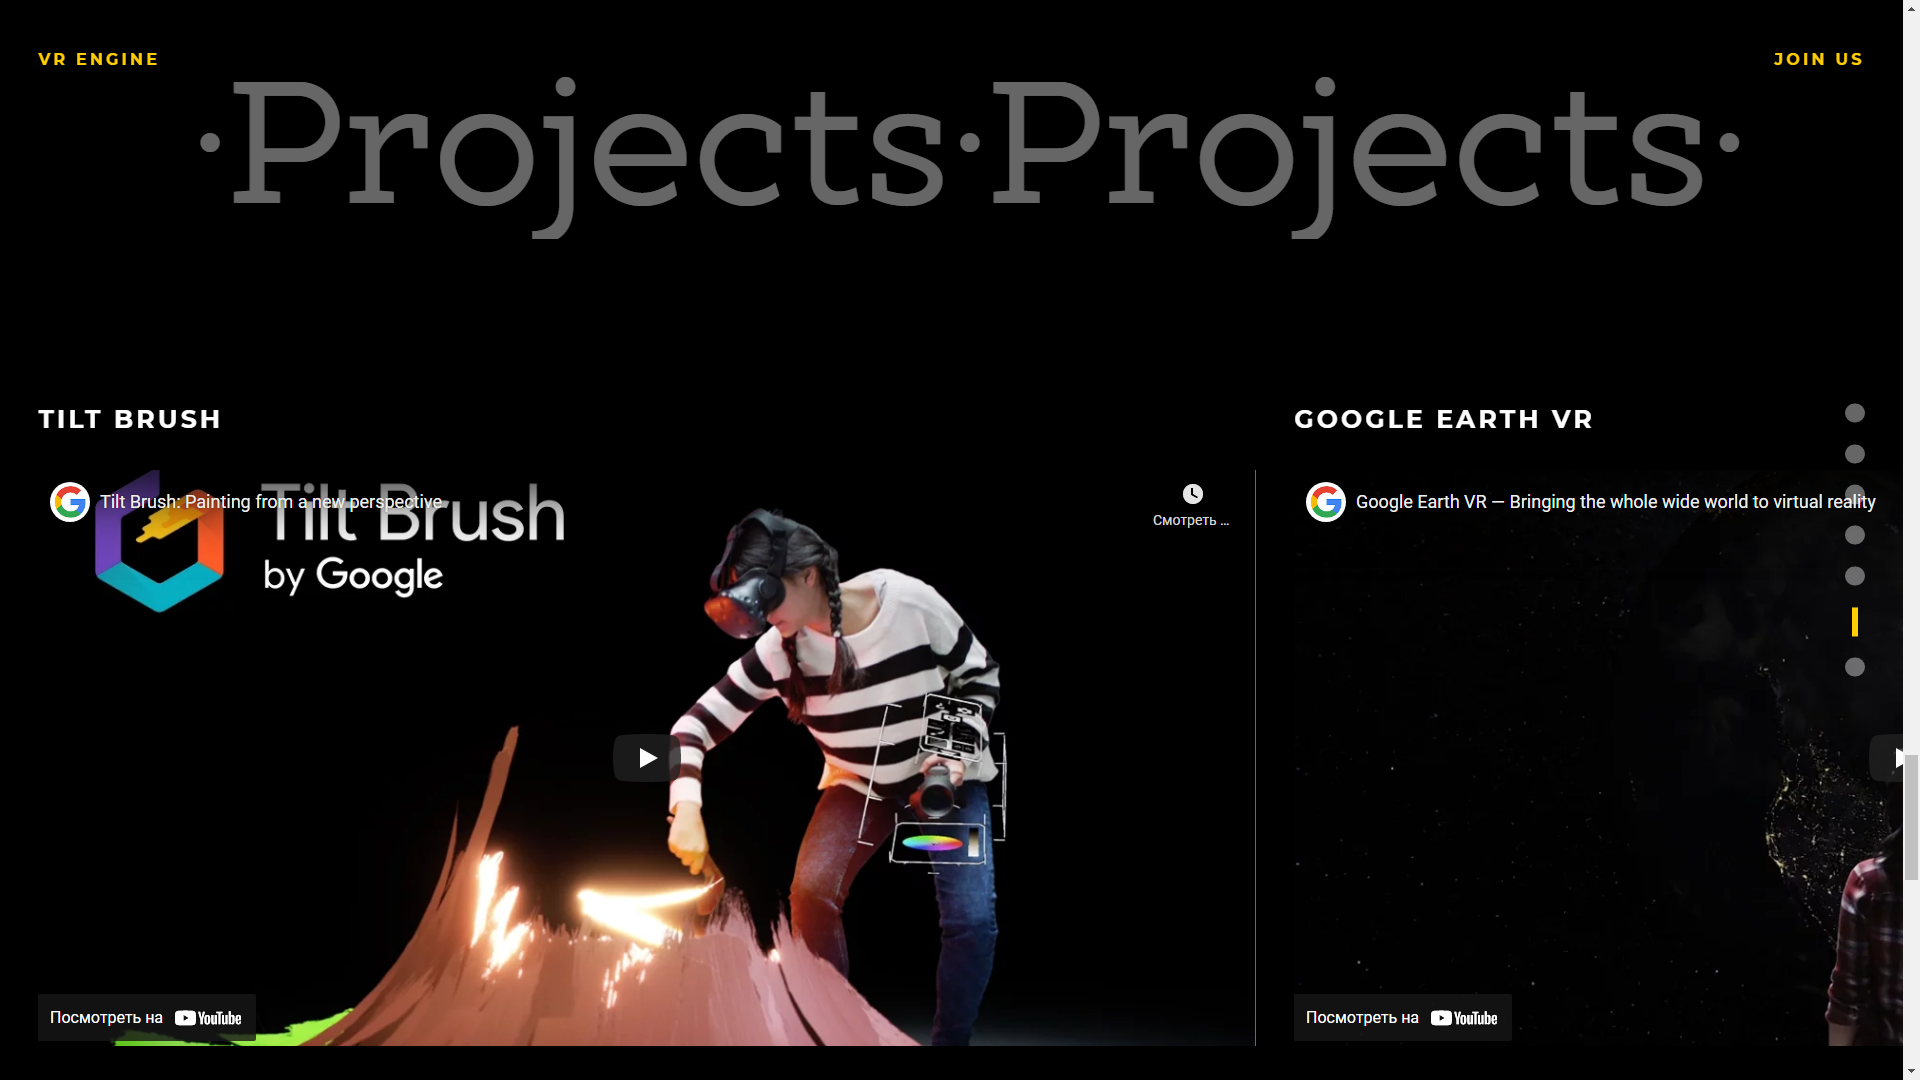 VR ENGINE
JOIN US
·Projects·Projects·
TILT BRUSH
GOOGLE EARTH VR
Tilt Brush: Painting from a new perspective
Смотреть ...
Tilt Brush
by Google
Google Earth VR — Bringing the whole wide world to virtual reality
Посмотреть на YouTube
Посмотреть на YouTube